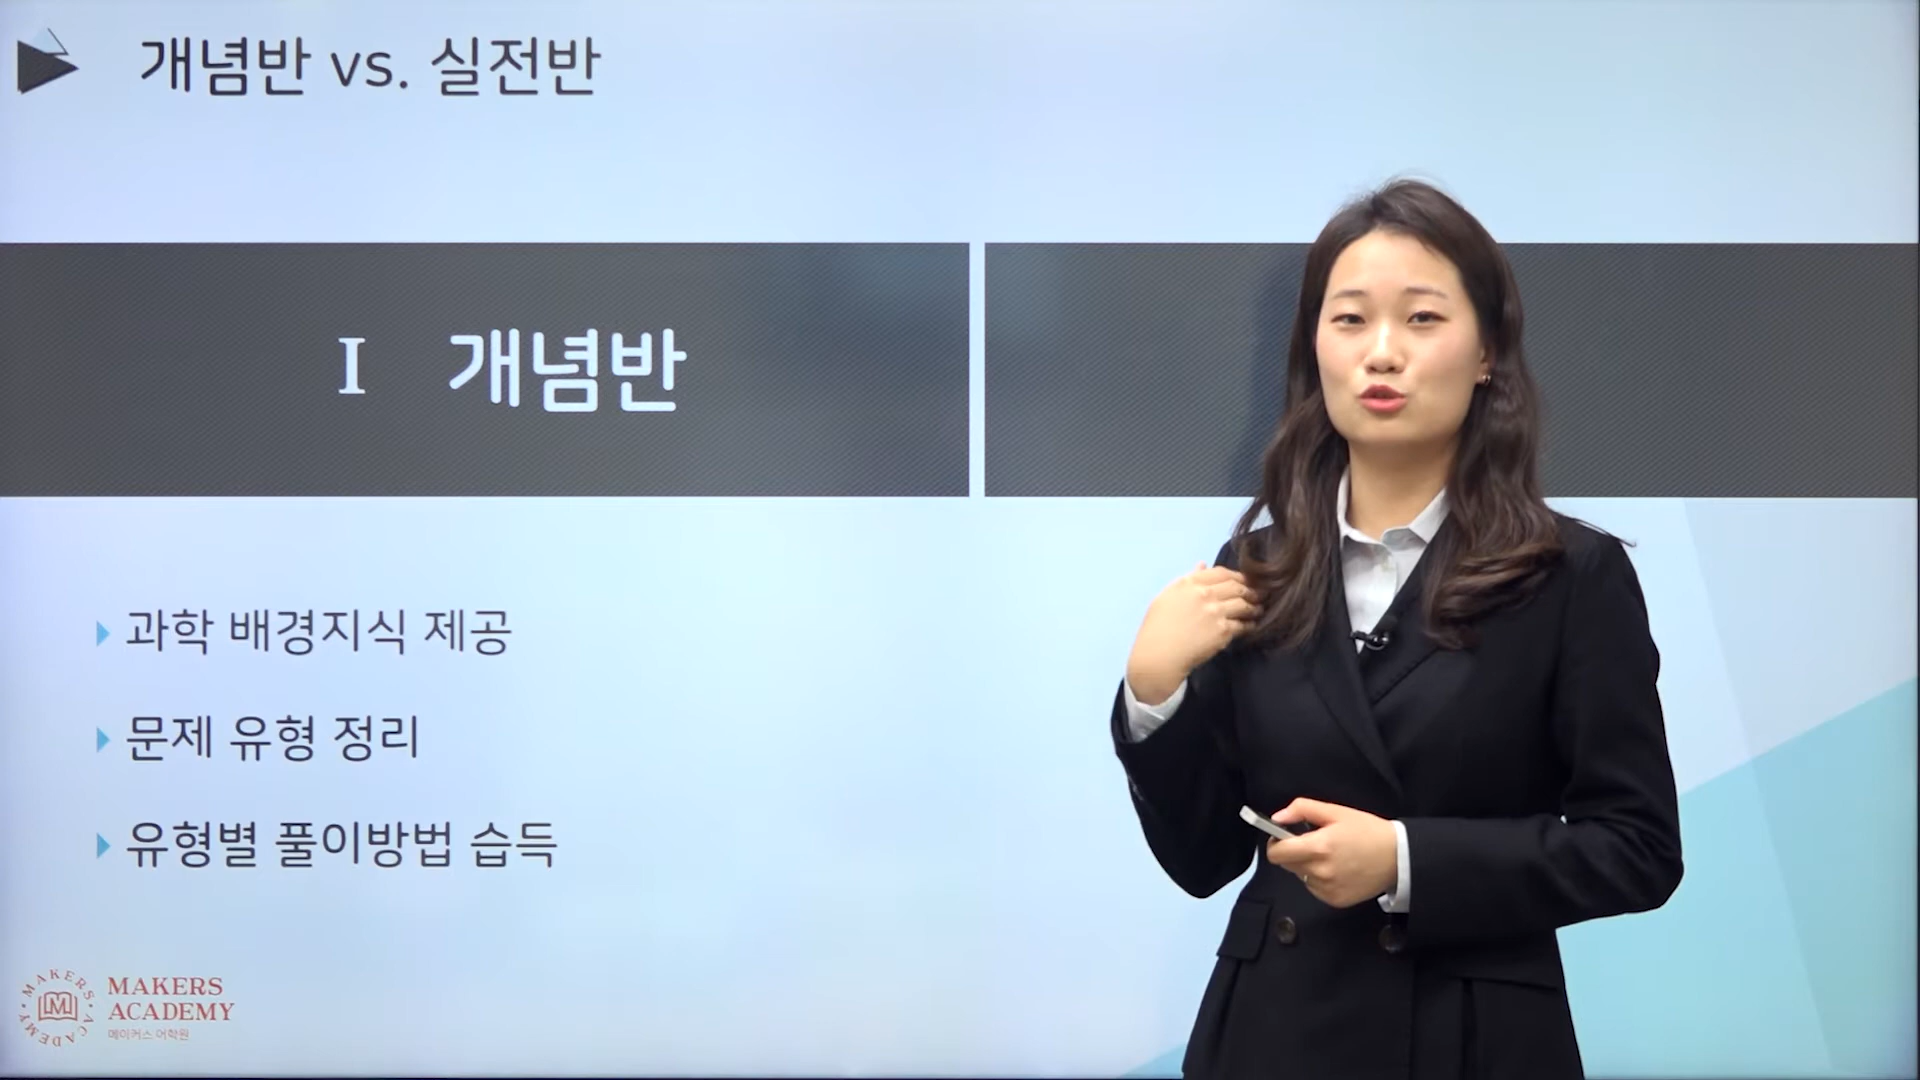 개념반 vs. 실전반
I 개념반
과학 배경지식 제공
문제 유형 정리
유형별 풀이방법 습득
MAKERS ACADEMY
M
MAKERS
ACADEMY
메이커스 어학원